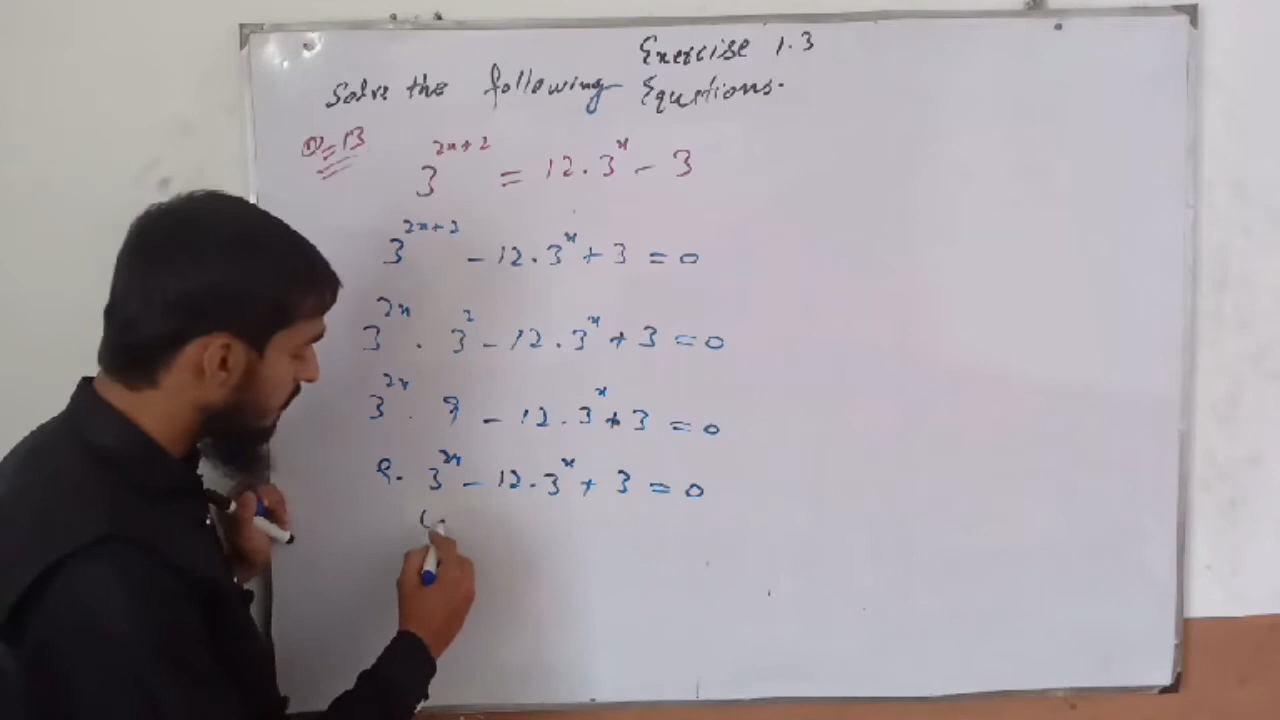 Exercise 1.3
Solve the following Equations.
Q=13 3^{2x+2} = 12.3^x - 3
3^{2x+2} - 12.3^x + 3 = 0
3^{2x} . 3^2 - 12.3^x + 3 = 0
3^{2x} . 9 - 12.3^x + 3 = 0
9. 3^{2x} - 12.3^x + 3 = 0
(